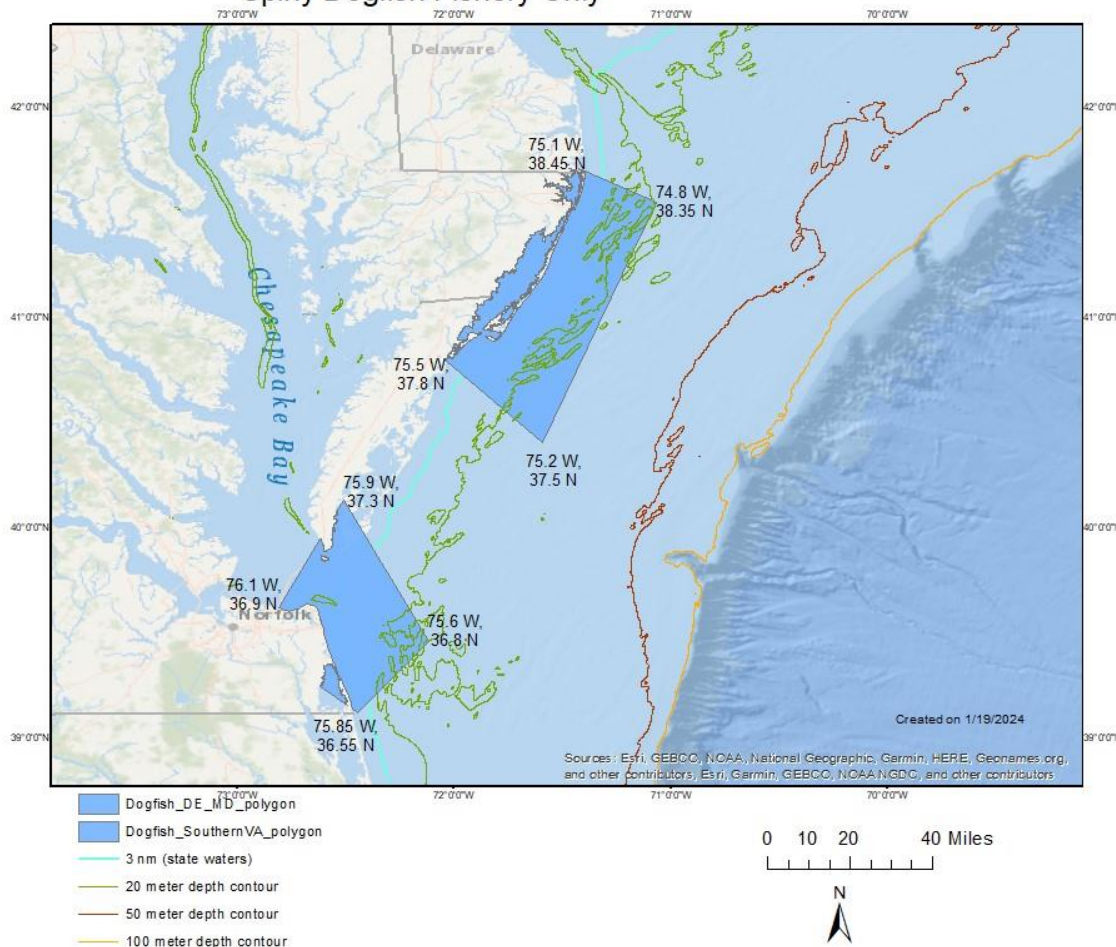 Spiny Dogfish Fishery Only
73°0'0"W 72°0'0"W 71°0'0"W 70°0'0"W
Delaware
42°0'0"N 42°0'0"N
75.1 W,
38.45 N
74.8 W,
38.35 N
Chesapeake Bay
41°0'0"N 41°0'0"N
75.5 W,
37.8 N
75.2 W,
37.5 N
75.9 W,
37.3 N
40°0'0"N 40°0'0"N
76.1 W,
36.9 N
Norfolk
75.6 W,
36.8 N
75.85 W,
36.55 N
Created on 1/19/2024
39°0'0"N 39°0'0"N
Sources: Esri, GEBCO, NOAA, National Geographic, Garmin, HERE, Geonames.org,
and other contributors, Esri, Garmin, GEBCO, NOAA NGDC, and other contributors
73°0'0"W 72°0'0"W 71°0'0"W 70°0'0"W
Dogfish_DE_MD_polygon
Dogfish_SouthernVA_polygon
3 nm (state waters)
20 meter depth contour
50 meter depth contour
100 meter depth contour
0 10 20 40 Miles
N